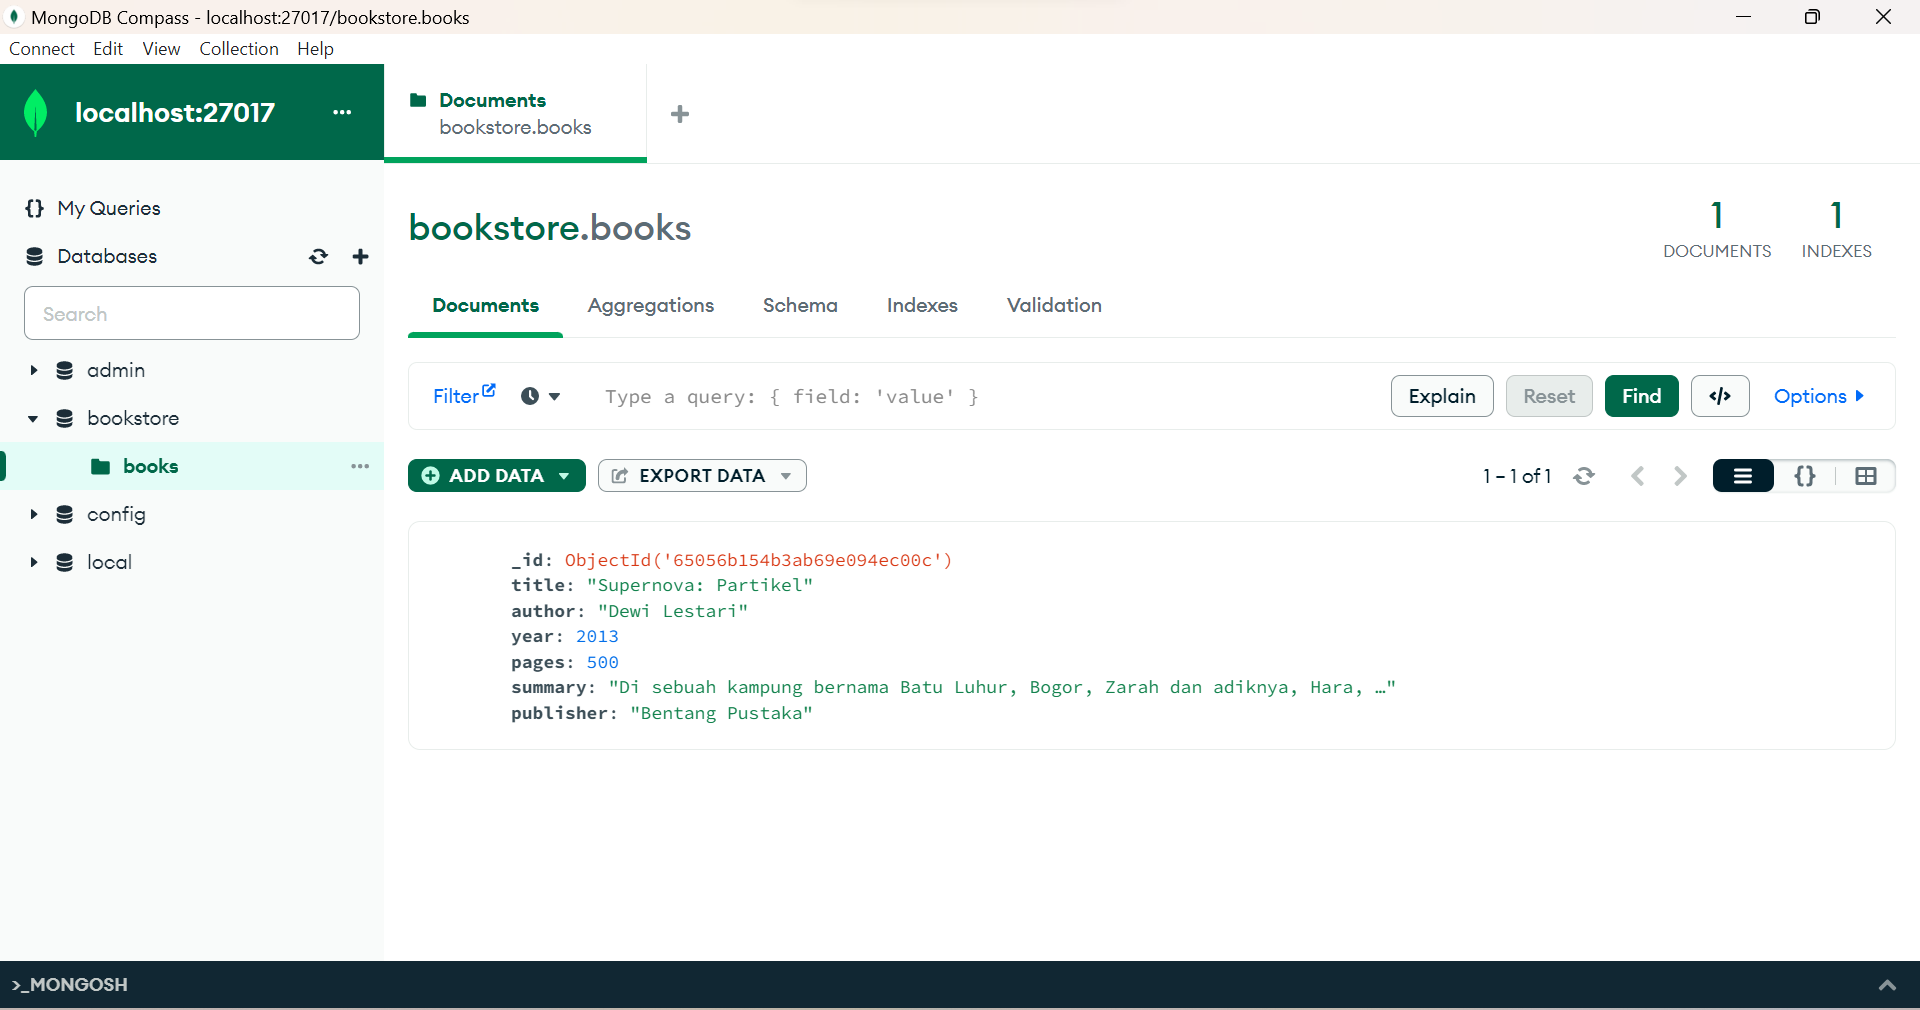 MongoDB Compass - localhost:27017/bookstore.books
Connect Edit View Collection Help
localhost:27017 ...
Documents
bookstore.books
{} My Queries
Databases
Search
admin
bookstore
books ...
config
local
bookstore.books
1 1
DOCUMENTS INDEXES
Documents Aggregations Schema Indexes Validation
Filter Type a query: { field: 'value' } Explain Reset Find </> Options
ADD DATA EXPORT DATA 1 – 1 of 1 {}
_id: ObjectId('65056b154b3ab69e094ec00c')
title: "Supernova: Partikel"
author: "Dewi Lestari"
year: 2013
pages: 500
summary: "Di sebuah kampung bernama Batu Luhur, Bogor, Zarah dan adiknya, Hara, …"
publisher: "Bentang Pustaka"
>_MONGOSH